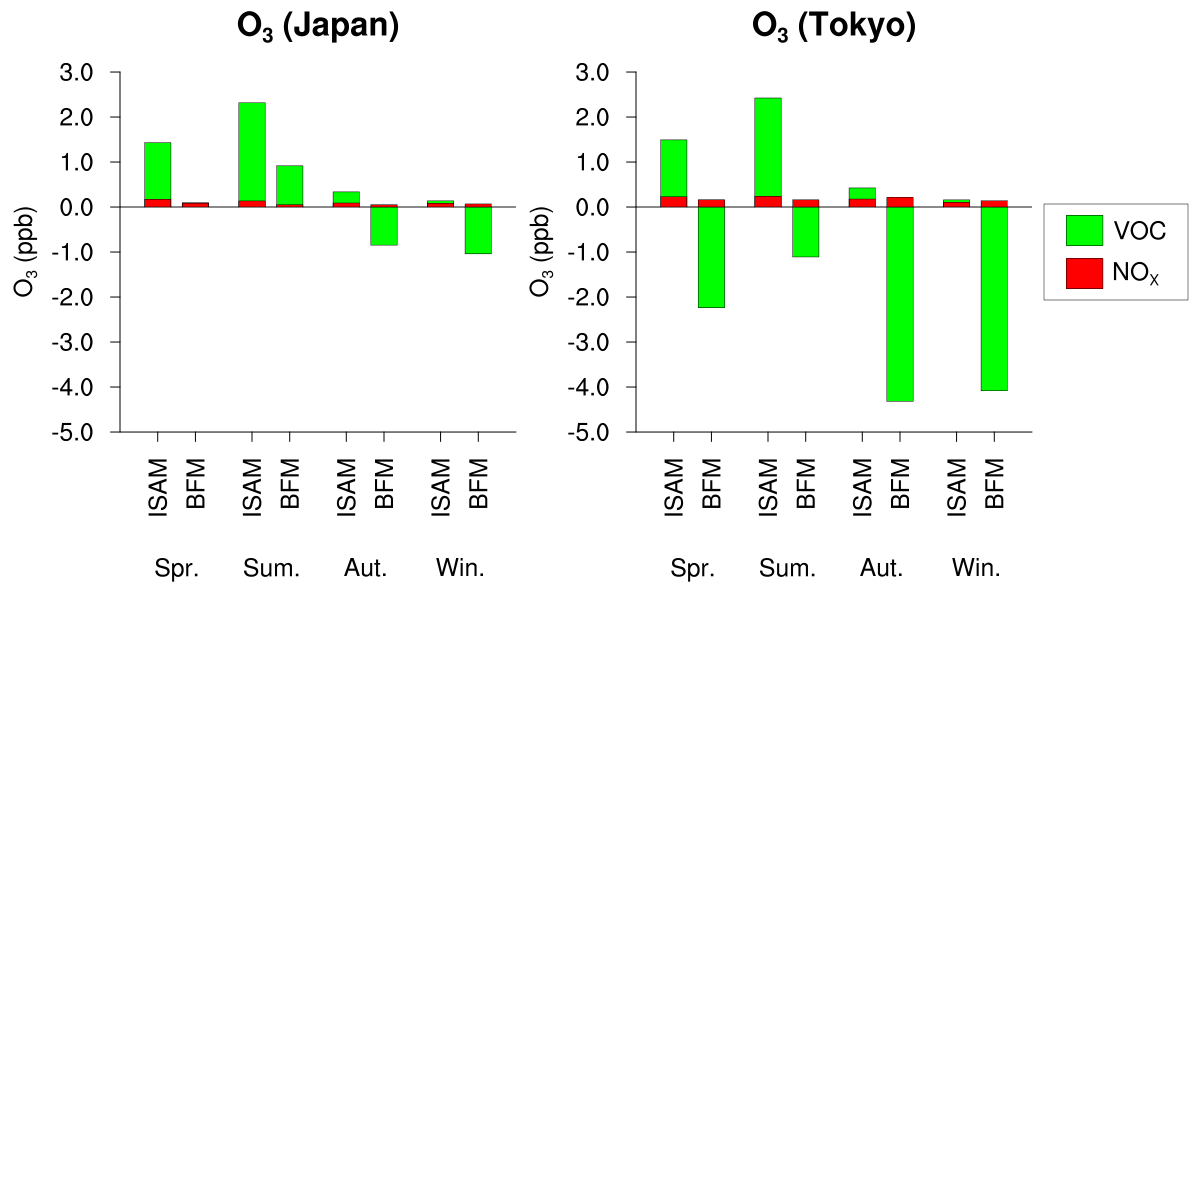 O₃ (Japan)
3.0
2.0
1.0
0.0
-1.0
-2.0
-3.0
-4.0
-5.0
O₃ (ppb)
ISAM BFM ISAM BFM ISAM BFM ISAM BFM
Spr. Sum. Aut. Win.
O₃ (Tokyo)
3.0
2.0
1.0
0.0
-1.0
-2.0
-3.0
-4.0
-5.0
O₃ (ppb)
ISAM BFM ISAM BFM ISAM BFM ISAM BFM
Spr. Sum. Aut. Win.
VOC
NOX